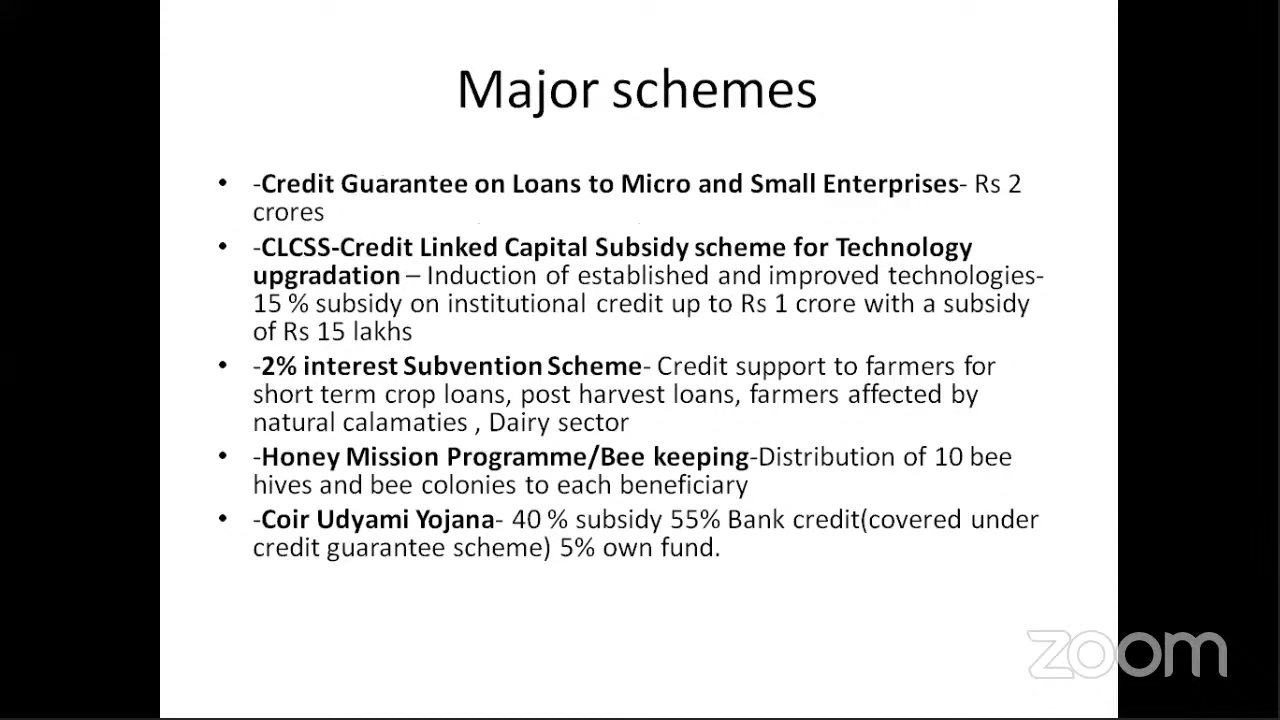 Major schemes
• -Credit Guarantee on Loans to Micro and Small Enterprises- Rs 2
crores
• -CLCSS-Credit Linked Capital Subsidy scheme for Technology
upgradation – Induction of established and improved technologies-
15 % subsidy on institutional credit up to Rs 1 crore with a subsidy
of Rs 15 lakhs
• -2% interest Subvention Scheme- Credit support to farmers for
short term crop loans, post harvest loans, farmers affected by
natural calamaties , Dairy sector
• -Honey Mission Programme/Bee keeping-Distribution of 10 bee
hives and bee colonies to each beneficiary
• -Coir Udyami Yojana- 40 % subsidy 55% Bank credit(covered under
credit guarantee scheme) 5% own fund.
zoom